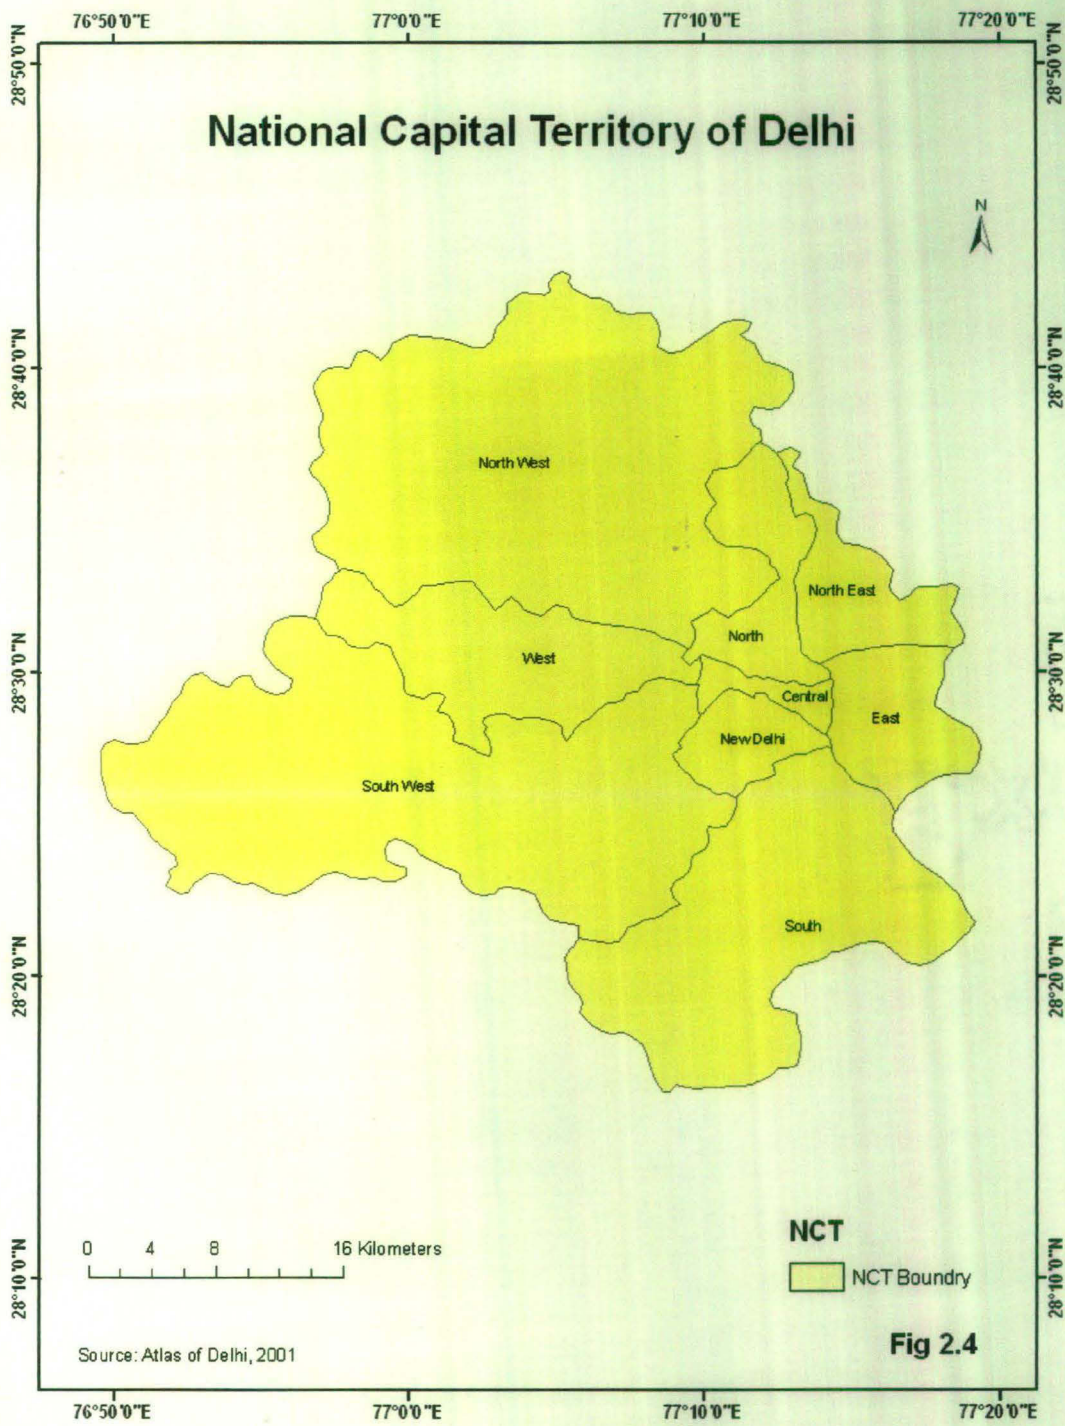 76°50'0"E 77°0'0"E 77°10'0"E 77°20'0"E
28°50'0"N 28°50'0"N
National Capital Territory of Delhi
N
28°40'0"N 28°40'0"N
North West
North East
North
West
28°30'0"N 28°30'0"N
Central
East
New Delhi
South West
South
28°20'0"N 28°20'0"N
NCT
0 4 8 16 Kilometers
NCT Boundry
28°10'0"N 28°10'0"N
Fig 2.4
Source: Atlas of Delhi, 2001
76°50'0"E 77°0'0"E 77°10'0"E 77°20'0"E